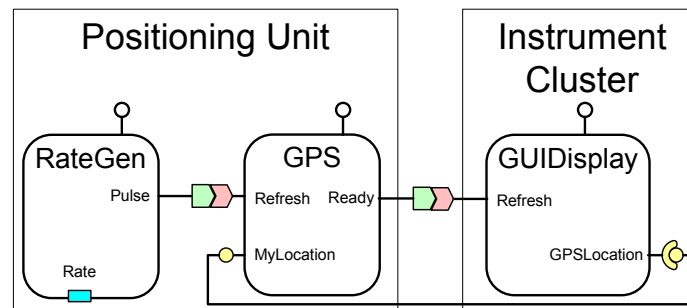 Positioning Unit
Instrument
Cluster
RateGen
GPS
GUIDisplay
Pulse
Refresh
Ready
Refresh
MyLocation
GPSLocation
Rate